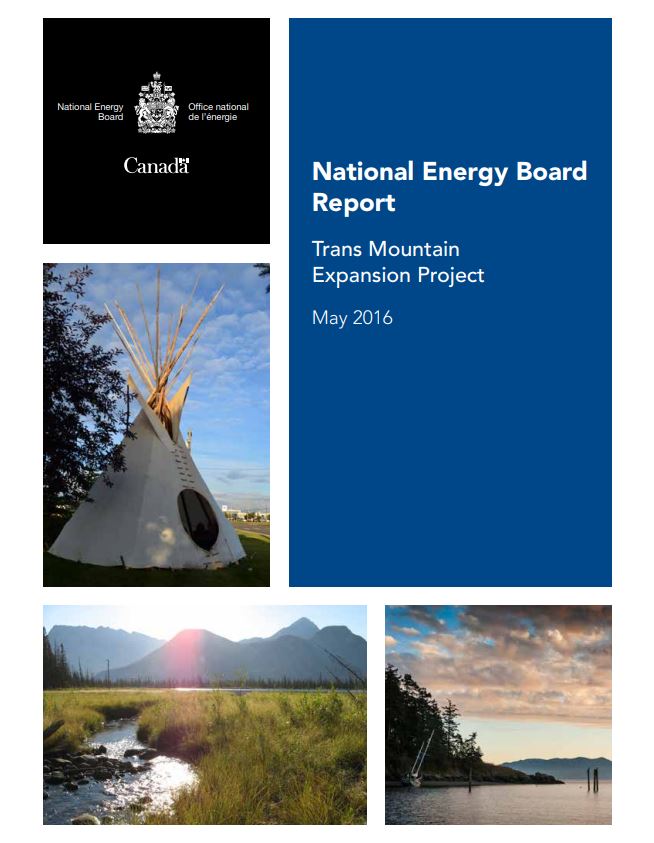 National Energy
Board
Office national
de l'énergie
Canada
National Energy Board
Report
Trans Mountain
Expansion Project
May 2016